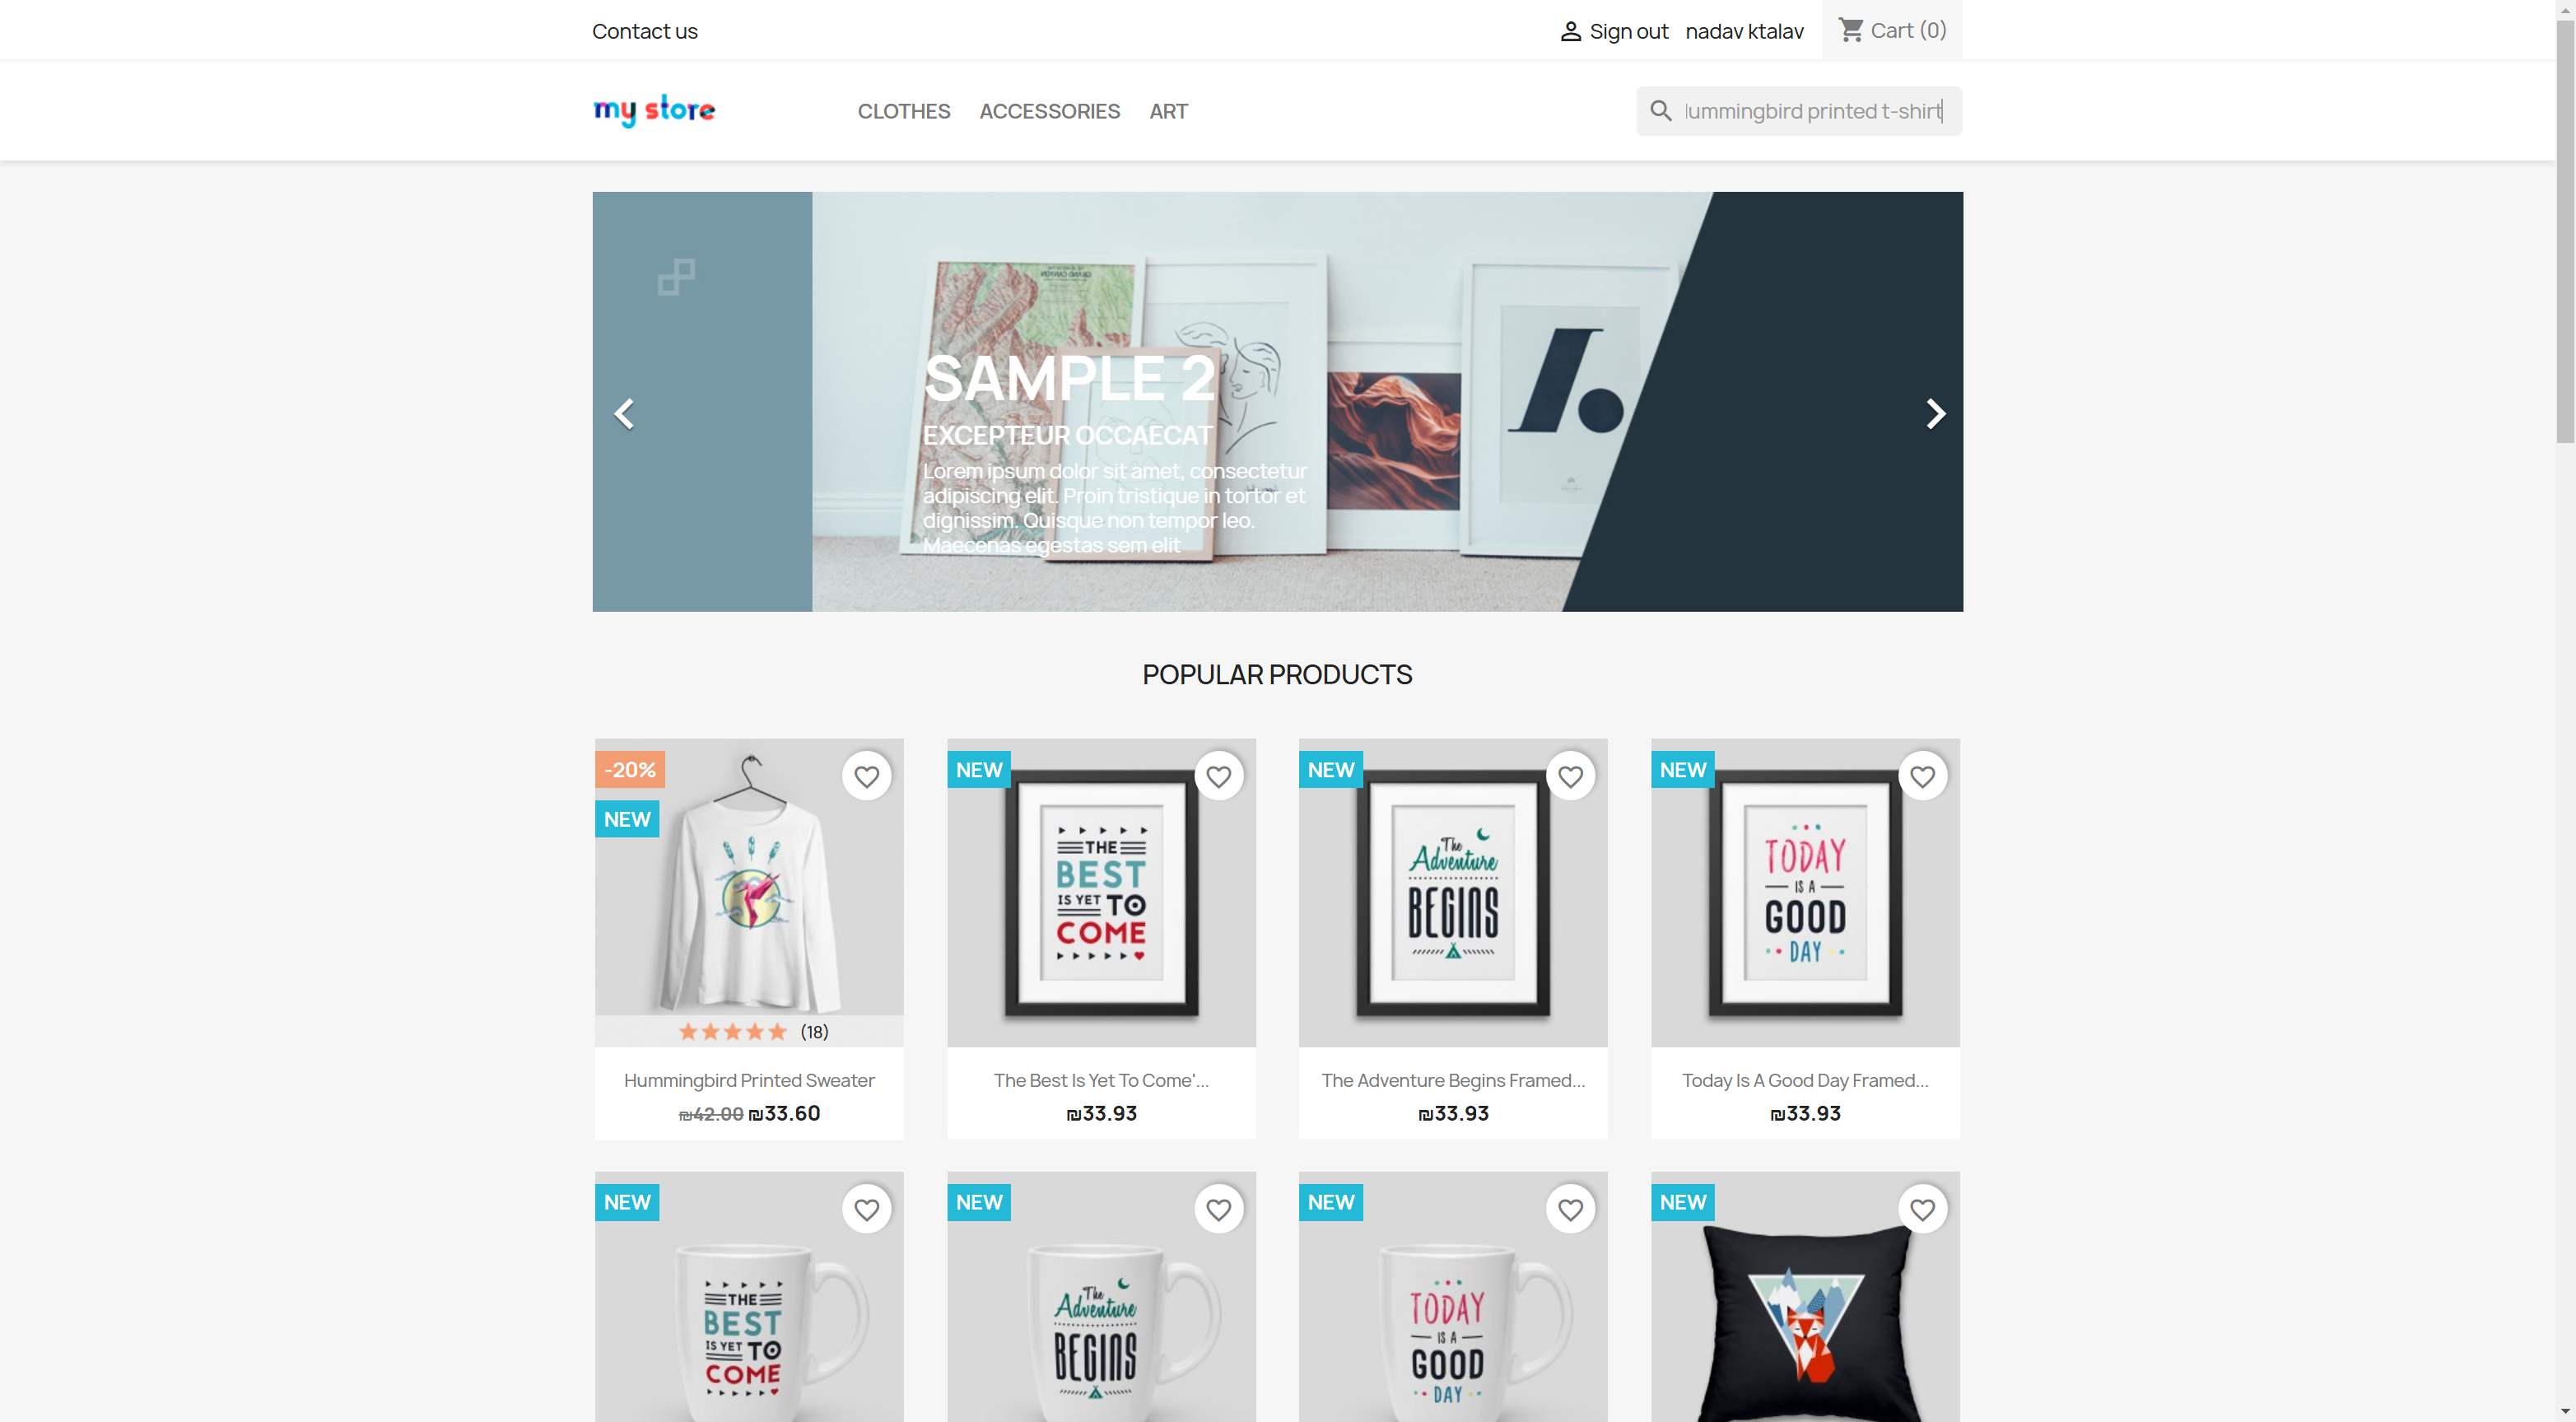 Contact us
Sign out nadav ktalav Cart (0)
my store
CLOTHES ACCESSORIES ART
ummingbird printed t-shirt
SAMPLE 2
EXCEPTEUR OCCAECAT
Lorem ipsum dolor sit amet, consectetur
adipiscing elit. Proin tristique in tortor et
dignissim. Quisque non tempor leo.
Maecenas egestas sem elit
POPULAR PRODUCTS
-20%
NEW
(18)
Hummingbird Printed Sweater
₪42.00 ₪33.60
NEW
THE
BEST
IS YET TO
COME
The Best Is Yet To Come'...
₪33.93
NEW
The
Adventure
BEGINS
The Adventure Begins Framed...
₪33.93
NEW
TODAY
IS A
GOOD
DAY
Today Is A Good Day Framed...
₪33.93
NEW
THE
BEST
IS YET TO
COME
NEW
The
Adventure
BEGINS
NEW
TODAY
IS A
GOOD
DAY
NEW